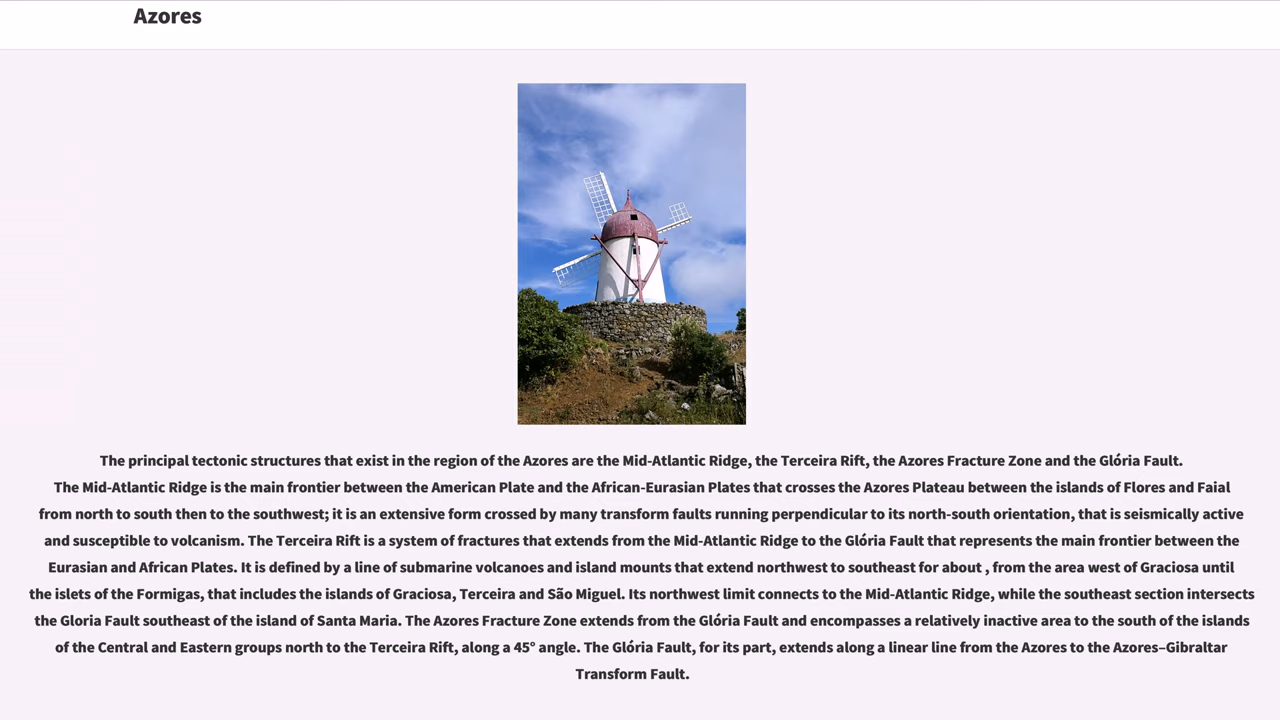 Azores
The principal tectonic structures that exist in the region of the Azores are the Mid-Atlantic Ridge, the Terceira Rift, the Azores Fracture Zone and the Glória Fault.
The Mid-Atlantic Ridge is the main frontier between the American Plate and the African-Eurasian Plates that crosses the Azores Plateau between the islands of Flores and Faial
from north to south then to the southwest; it is an extensive form crossed by many transform faults running perpendicular to its north-south orientation, that is seismically active
and susceptible to volcanism. The Terceira Rift is a system of fractures that extends from the Mid-Atlantic Ridge to the Glória Fault that represents the main frontier between the
Eurasian and African Plates. It is defined by a line of submarine volcanoes and island mounts that extend northwest to southeast for about , from the area west of Graciosa until
the islets of the Formigas, that includes the islands of Graciosa, Terceira and São Miguel. Its northwest limit connects to the Mid-Atlantic Ridge, while the southeast section intersects
the Gloria Fault southeast of the island of Santa Maria. The Azores Fracture Zone extends from the Glória Fault and encompasses a relatively inactive area to the south of the islands
of the Central and Eastern groups north to the Terceira Rift, along a 45° angle. The Glória Fault, for its part, extends along a linear line from the Azores to the Azores–Gibraltar
Transform Fault.